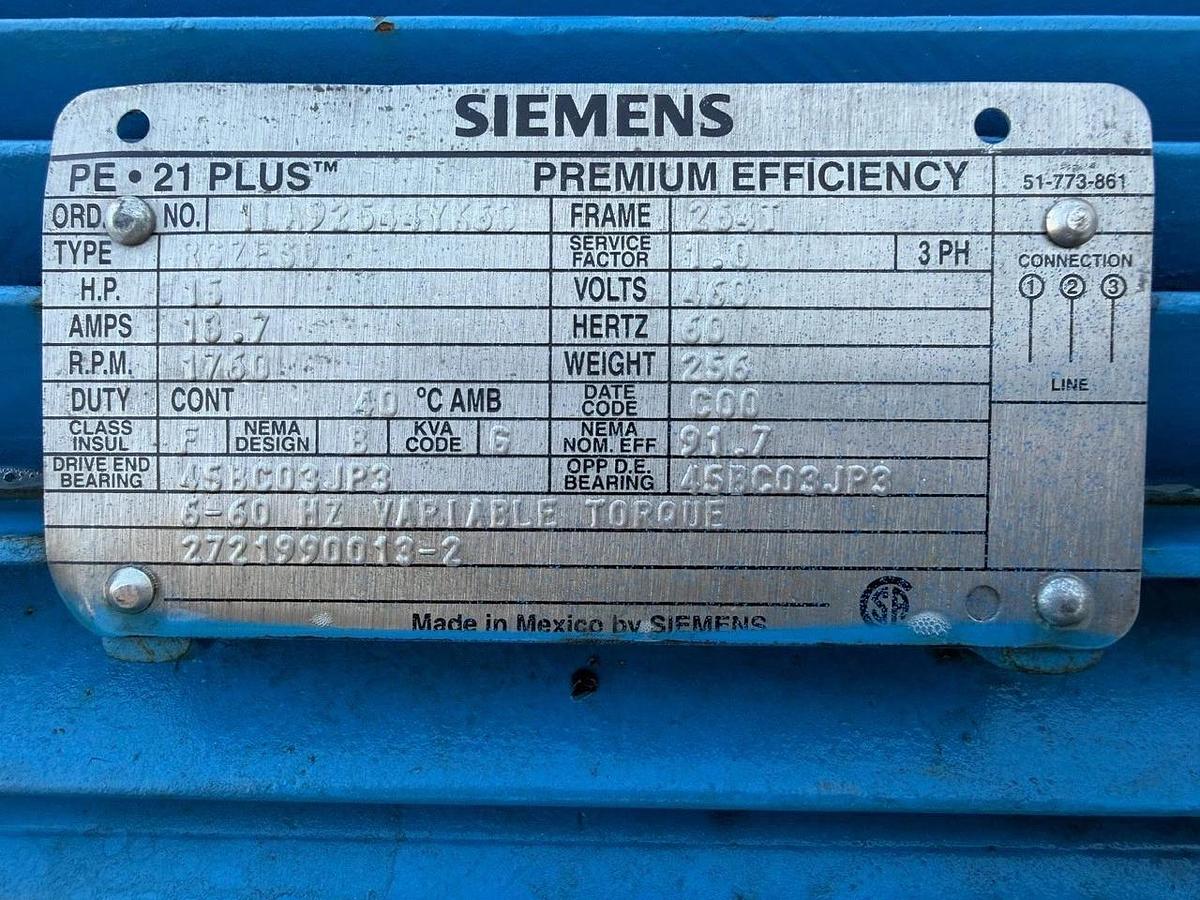 SIEMENS
PE • 21 PLUS™ PREMIUM EFFICIENCY
51-773-861
ORD. NO. FRAME 254T
TYPE RGZESD SERVICE FACTOR 1.0 3 PH
CONNECTION
1 2 3
H.P. 15 VOLTS 460
AMPS 18.7 HERTZ 60
R.P.M. 1760 WEIGHT 256
LINE
DUTY CONT 40 °C AMB DATE CODE C00
CLASS INSUL F NEMA DESIGN B KVA CODE G NEMA NOM. EFF 91.7
DRIVE END BEARING 45BC03JP3 OPP D.E. BEARING 45BC03JP3
6-60 HZ VARIABLE TORQUE
2721990013-2
CSA
Made in Mexico by SIEMENS